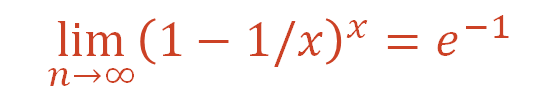 lim (1 − 1/x)ˣ = e⁻¹
n→∞